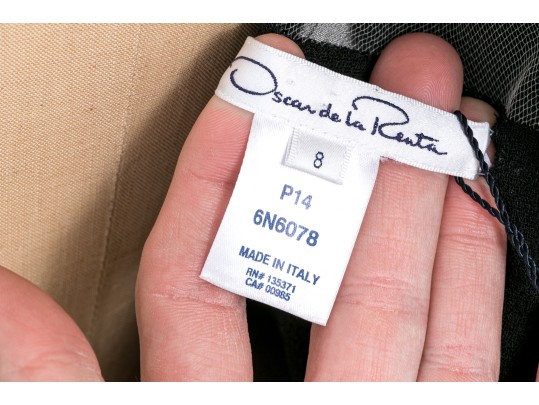 Oscar de la Renta
8
P14
6N6078
MADE IN ITALY
RN# 135371
CA# 00985